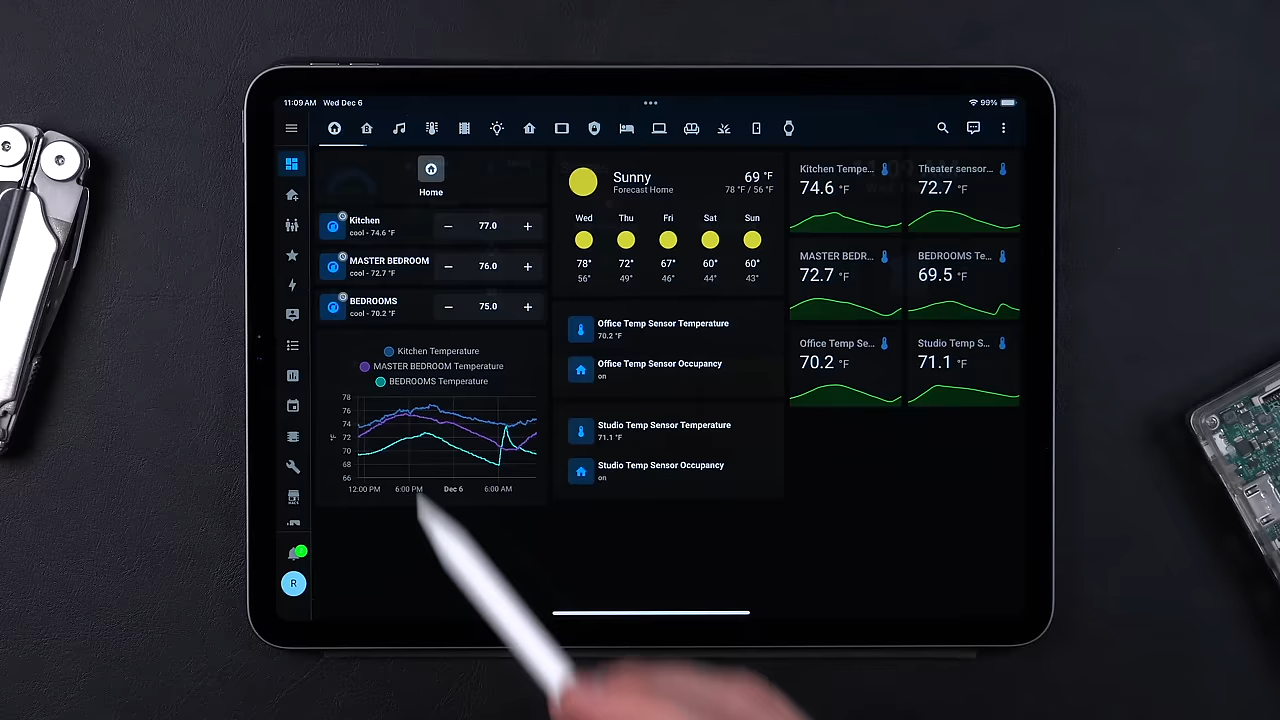 11:09 AM Wed Dec 6
99%
Home
Kitchen
cool - 74.6 °F
77.0
MASTER BEDROOM
cool - 72.7 °F
76.0
BEDROOMS
cool - 70.2 °F
75.0
Kitchen Temperature
MASTER BEDROOM Temperature
BEDROOMS Temperature
°F
78
76
74
72
70
68
66
12:00 PM 6:00 PM Dec 6 6:00 AM
HACS
R
Sunny
Forecast Home
69 °F
78 °F / 56 °F
Wed Thu Fri Sat Sun
78° 72° 67° 60° 60°
56° 49° 46° 44° 43°
Office Temp Sensor Temperature
70.2 °F
Office Temp Sensor Occupancy
on
Studio Temp Sensor Temperature
71.1 °F
Studio Temp Sensor Occupancy
on
Kitchen Tempe...
74.6 °F
Theater sensor...
72.7 °F
MASTER BEDR...
72.7 °F
BEDROOMS Te...
69.5 °F
Office Temp Se...
70.2 °F
Studio Temp S...
71.1 °F